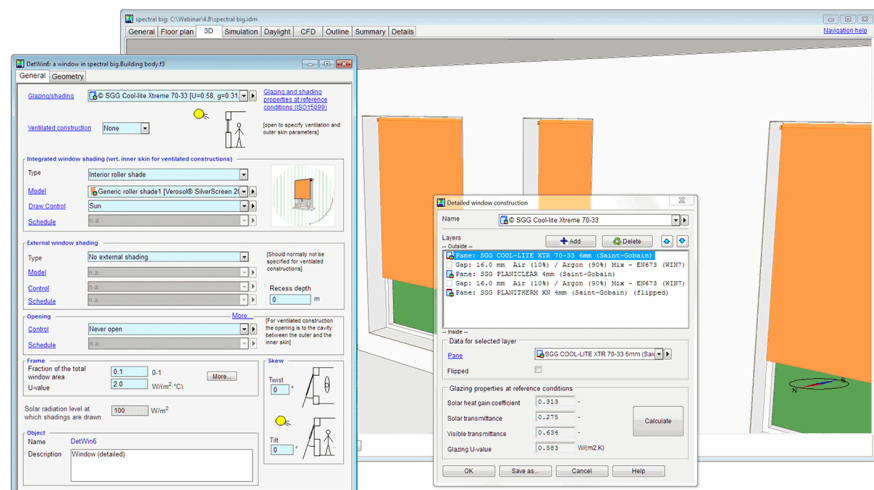 spectral big: C:\Webinar\4.8\spectral big.idm
General Floor plan 3D Simulation Daylight CFD Outline Summary Details
Navigation help
DetWin6: a window in spectral big.Building body.f3
General Geometry
Glazing/shading
© SGG Cool-lite Xtreme 70-33 [U=0.58, g=0.31,
Glazing and shading
properties at reference
conditions (ISO15099)
Ventilated construction
None
[open to specify ventilation and
outer skin parameters]
Integrated window shading (wrt. inner skin for ventilated constructions)
Type
Interior roller shade
Model
Generic roller shade1 [Verosol® SilverScreen 20
Draw Control
Sun
Schedule
n.a.
External window shading
Type
No external shading
[Should normally not be
specified for ventilated
constructions]
Model
n.a.
Control
n.a.
Recess depth
Schedule
n.a.
0 m
Opening
More...
Control
Never open
[For ventilated construction
the opening is to the cavity
between the outer and the
inner skin]
Schedule
n.a.
Frame
Fraction of the total
window area
0.1 0-1
More...
U-value
2.0 W/(m2.°C)
Skew
Twist
0 °
Solar radiation level at
which shadings are drawn
100 W/m2
Tilt
0 °
Object
Name DetWin6
Description Window (detailed)
Detailed window construction
Name
© SGG Cool-lite Xtreme 70-33
Layers
Add
Delete
-- Outside --
Pane: SGG COOL-LITE XTR 70-33 6mm (Saint-Gobain)
Gap: 16.0 mm Air (10%) / Argon (90%) Mix - EN673 (WIN7)
Pane: SGG PLANICLEAR 4mm (Saint-Gobain)
Gap: 16.0 mm Air (10%) / Argon (90%) Mix - EN673 (WIN7)
Pane: SGG PLANITHERM XN 4mm (Saint-Gobain) (flipped)
-- Inside --
Data for selected layer
Pane
SGG COOL-LITE XTR 70-33 6mm (Sai
Flipped
Glazing properties at reference conditions
Solar heat gain coefficient 0.313 -
Solar transmittance 0.275 -
Visible transmittance 0.634 -
Glazing U-value 0.583 W/(m2.K)
Calculate
OK Save as... Cancel Help
N
S